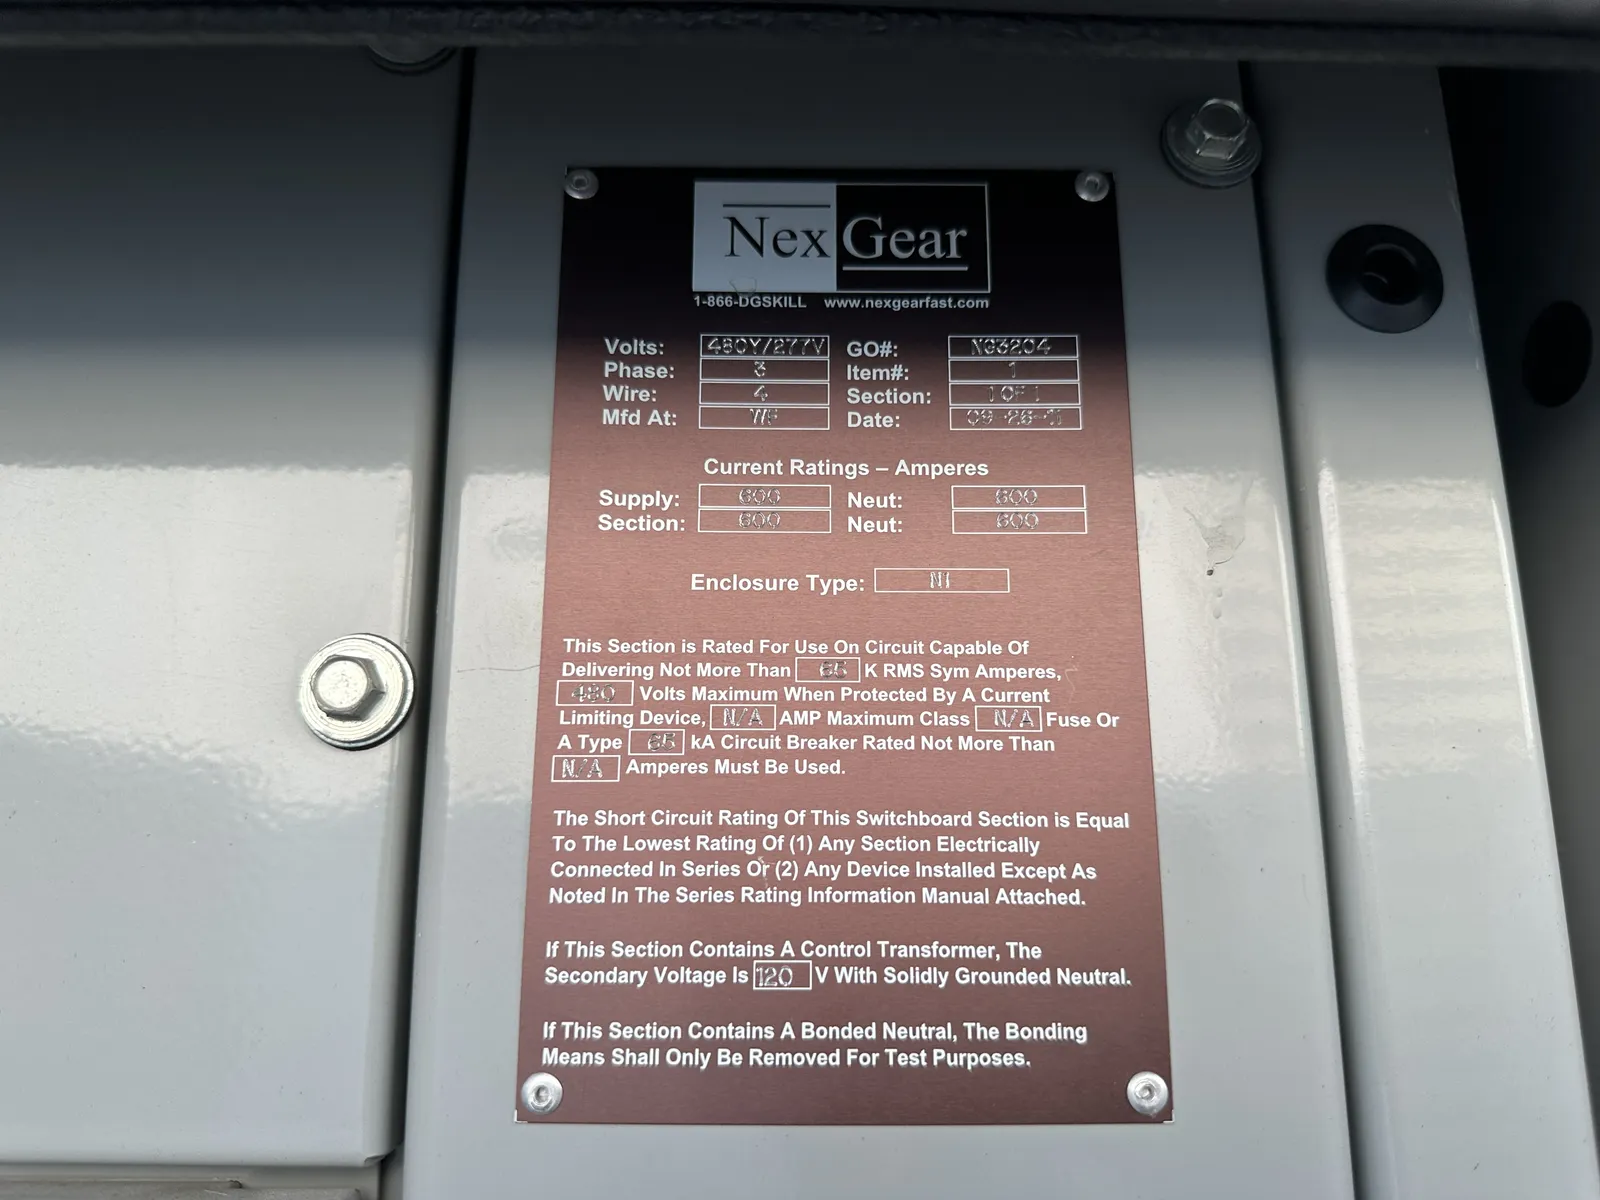 NexGear
1-866-DGSKILL www.nexgearfast.com
Volts: 480Y/277V GO#: NG3204
Phase: 3 Item#: 1
Wire: 4 Section: 1 OF 1
Mfd At: WF Date: 09-26-11
Current Ratings – Amperes
Supply: 600 Neut: 600
Section: 600 Neut: 600
Enclosure Type: N1
This Section is Rated For Use On Circuit Capable Of
Delivering Not More Than 65 K RMS Sym Amperes,
480 Volts Maximum When Protected By A Current
Limiting Device, N/A AMP Maximum Class N/A Fuse Or
A Type 65 kA Circuit Breaker Rated Not More Than
N/A Amperes Must Be Used.
The Short Circuit Rating Of This Switchboard Section is Equal
To The Lowest Rating Of (1) Any Section Electrically
Connected In Series Or (2) Any Device Installed Except As
Noted In The Series Rating Information Manual Attached.
If This Section Contains A Control Transformer, The
Secondary Voltage Is 120 V With Solidly Grounded Neutral.
If This Section Contains A Bonded Neutral, The Bonding
Means Shall Only Be Removed For Test Purposes.